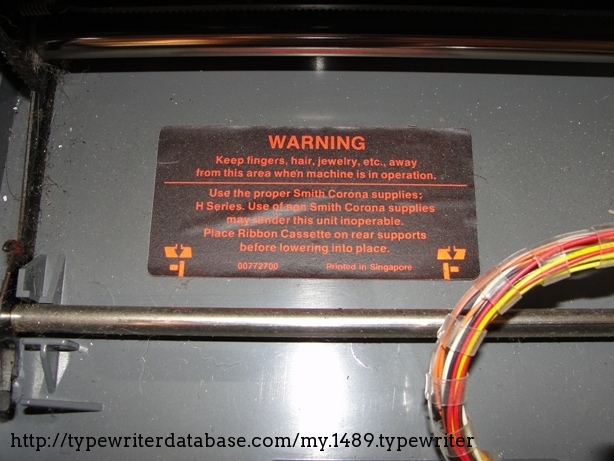 WARNING
Keep fingers, hair, jewelry, etc., away
from this area when machine is in operation.
Use the proper Smith Corona supplies;
H Series. Use of non Smith Corona supplies
may render this unit inoperable.
Place Ribbon Cassette on rear supports
before lowering into place.
00772700 Printed in Singapore
http://typewriterdatabase.com/my.1489.typewriter